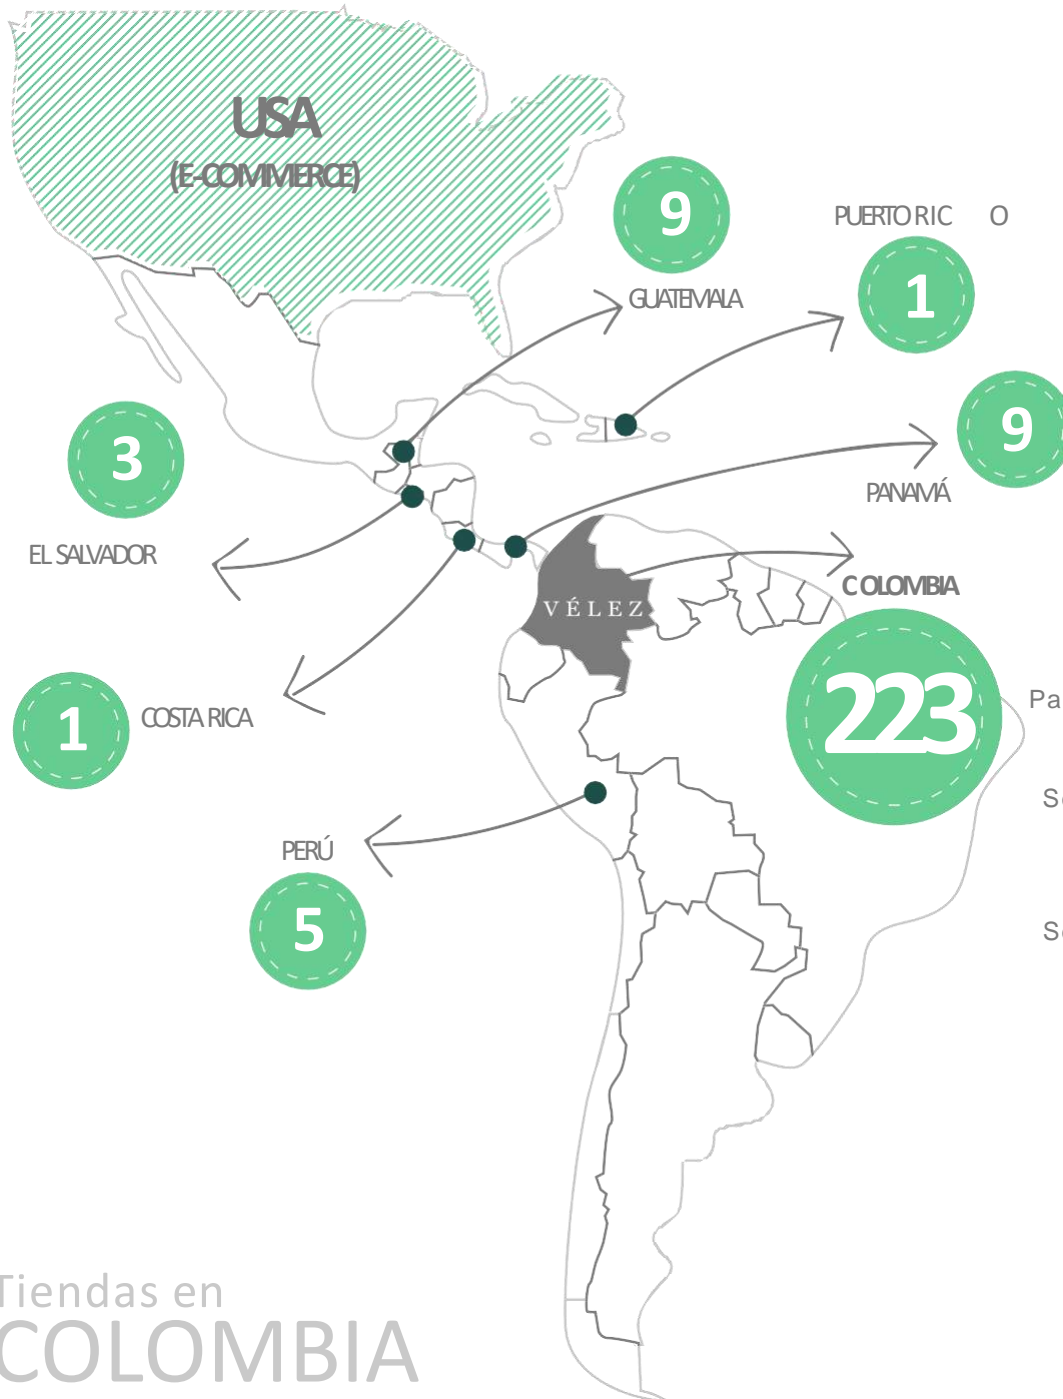 USA
(E-COMMERCE)
9
GUATEMALA
PUERTO RICO
1
3
EL SALVADOR
9
PANAMÁ
COLOMBIA
VÉLEZ
223
1
COSTA RICA
PERÚ
5
Tiendas en
COLOMBIA